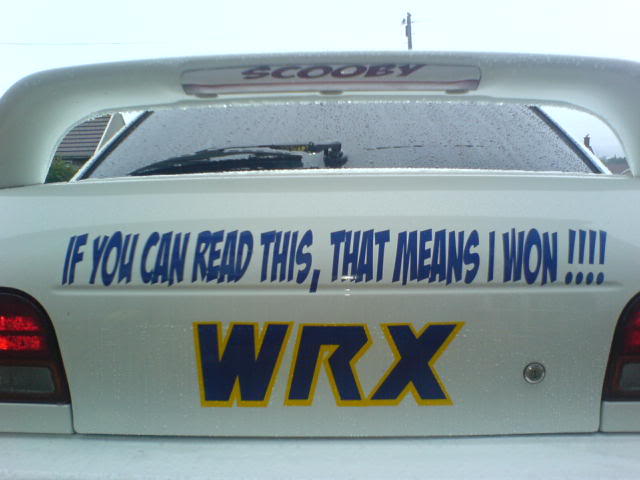 SCOOBY
IF YOU CAN READ THIS, THAT MEANS I WON !!!!
WRX